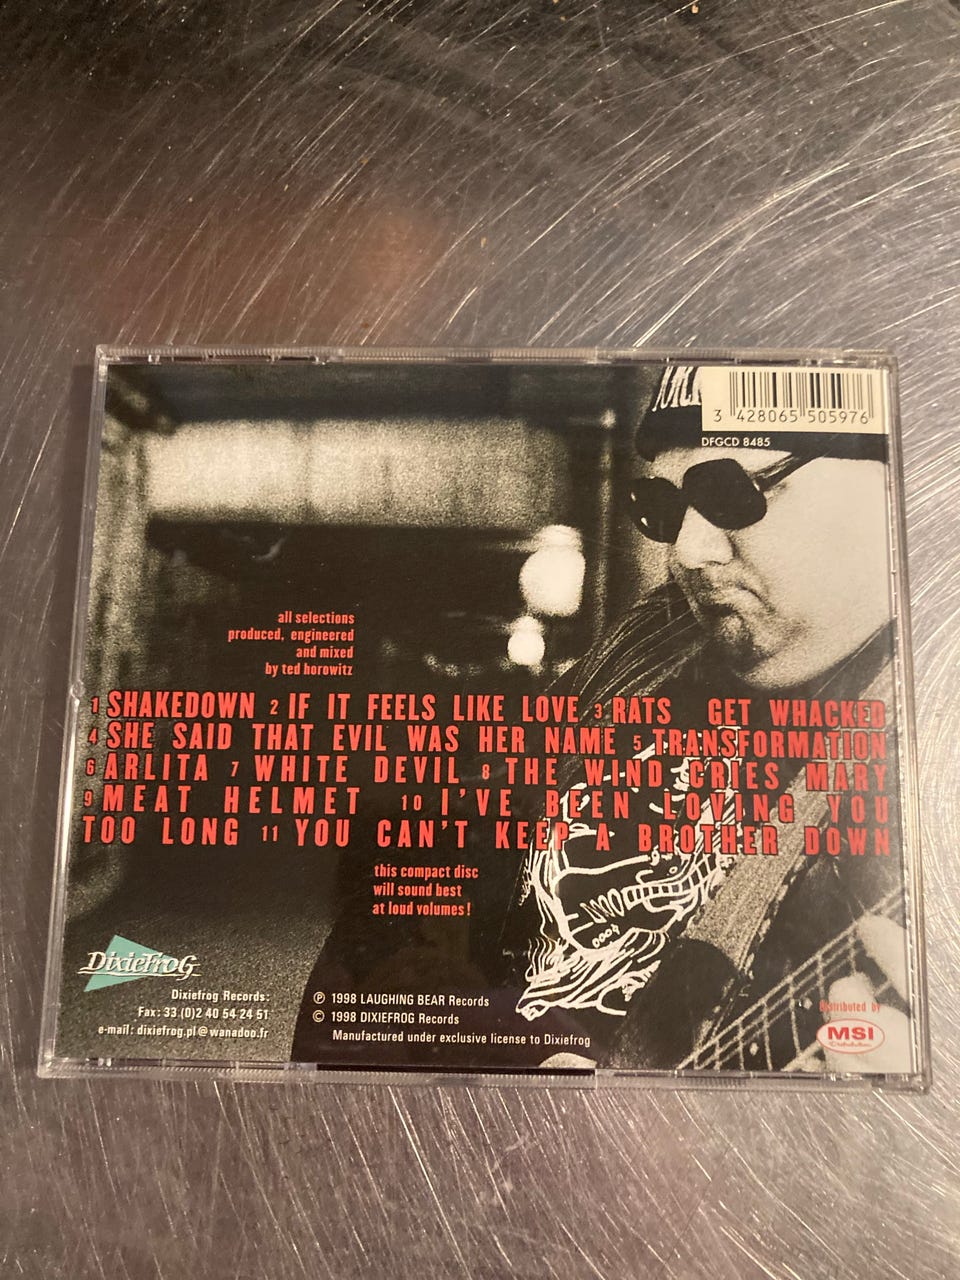 3 428065 505976
DFGCD 8485
all selections
produced, engineered
and mixed
by ted horowitz
1 SHAKEDOWN 2 IF IT FEELS LIKE LOVE 3 RATS GET WHACKED
4 SHE SAID THAT EVIL WAS HER NAME 5 TRANSFORMATION
6 ARLITA 7 WHITE DEVIL 8 THE WIND CRIES MARY
9 MEAT HELMET 10 I'VE BEEN LOVING YOU
TOO LONG 11 YOU CAN'T KEEP A BROTHER DOWN
this compact disc
will sound best
at loud volumes!
DIXIEFROG
Dixiefrog Records:
Fax: 33 (0)2 40 54 24 51
e-mail: dixiefrog.pl@wanadoo.fr
℗ 1998 LAUGHING BEAR Records
© 1998 DIXIEFROG Records
Manufactured under exclusive license to Dixiefrog
Distributed by
MSI